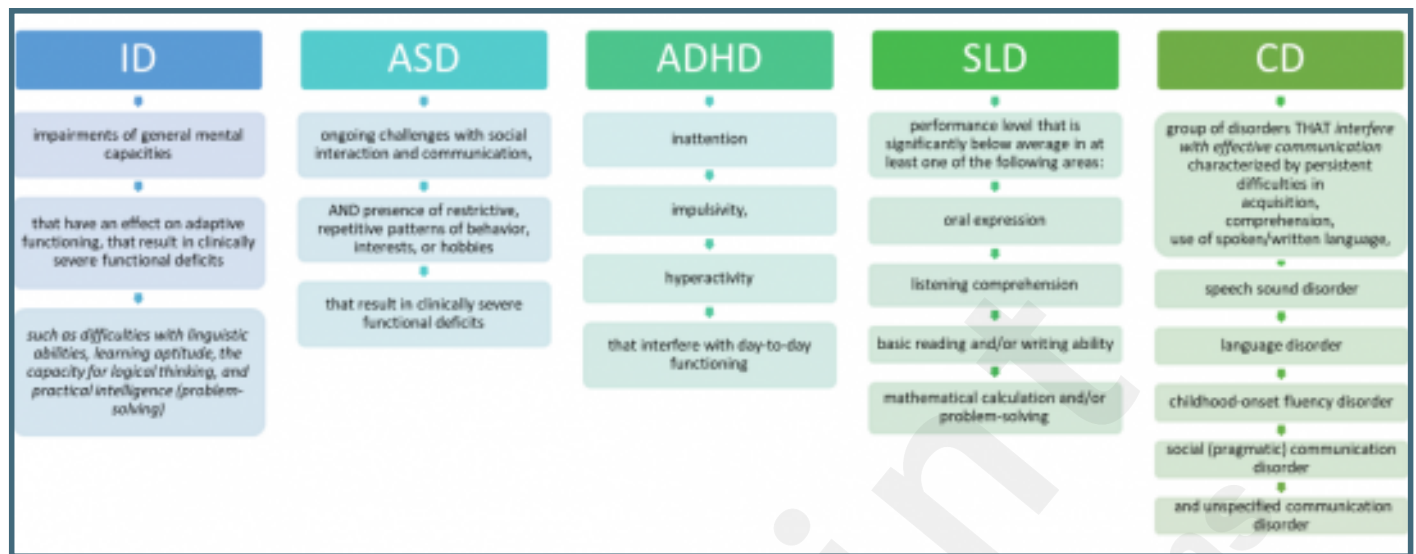 ID
impairments of general mental
capacities
that have an effect on adaptive
functioning, that result in clinically
severe functional deficits
such as difficulties with linguistic
abilities, learning aptitude, the
capacity for logical thinking, and
practical intelligence (problem-
solving)
ASD
ongoing challenges with social
interaction and communication,
AND presence of restrictive,
repetitive patterns of behavior,
interests, or hobbies
that result in clinically severe
functional deficits
ADHD
inattention
impulsivity,
hyperactivity
that interfere with day-to-day
functioning
SLD
performance level that is
significantly below average in at
least one of the following areas:
oral expression
listening comprehension
basic reading and/or writing ability
mathematical calculation and/or
problem-solving
CD
group of disorders THAT interfere
with effective communication
characterized by persistent
difficulties in
acquisition,
comprehension,
use of spoken/written language,
speech sound disorder
language disorder
childhood-onset fluency disorder
social (pragmatic) communication
disorder
and unspecified communication
disorder